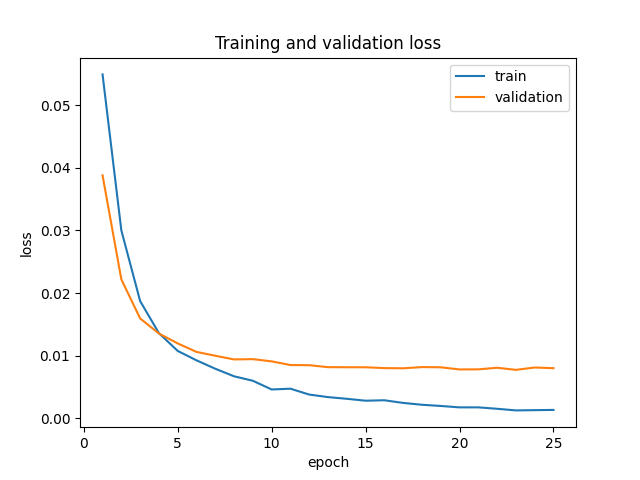 Training and validation loss
train
validation
0.05
0.04
0.03
0.02
0.01
0.00
loss
0 5 10 15 20 25
epoch